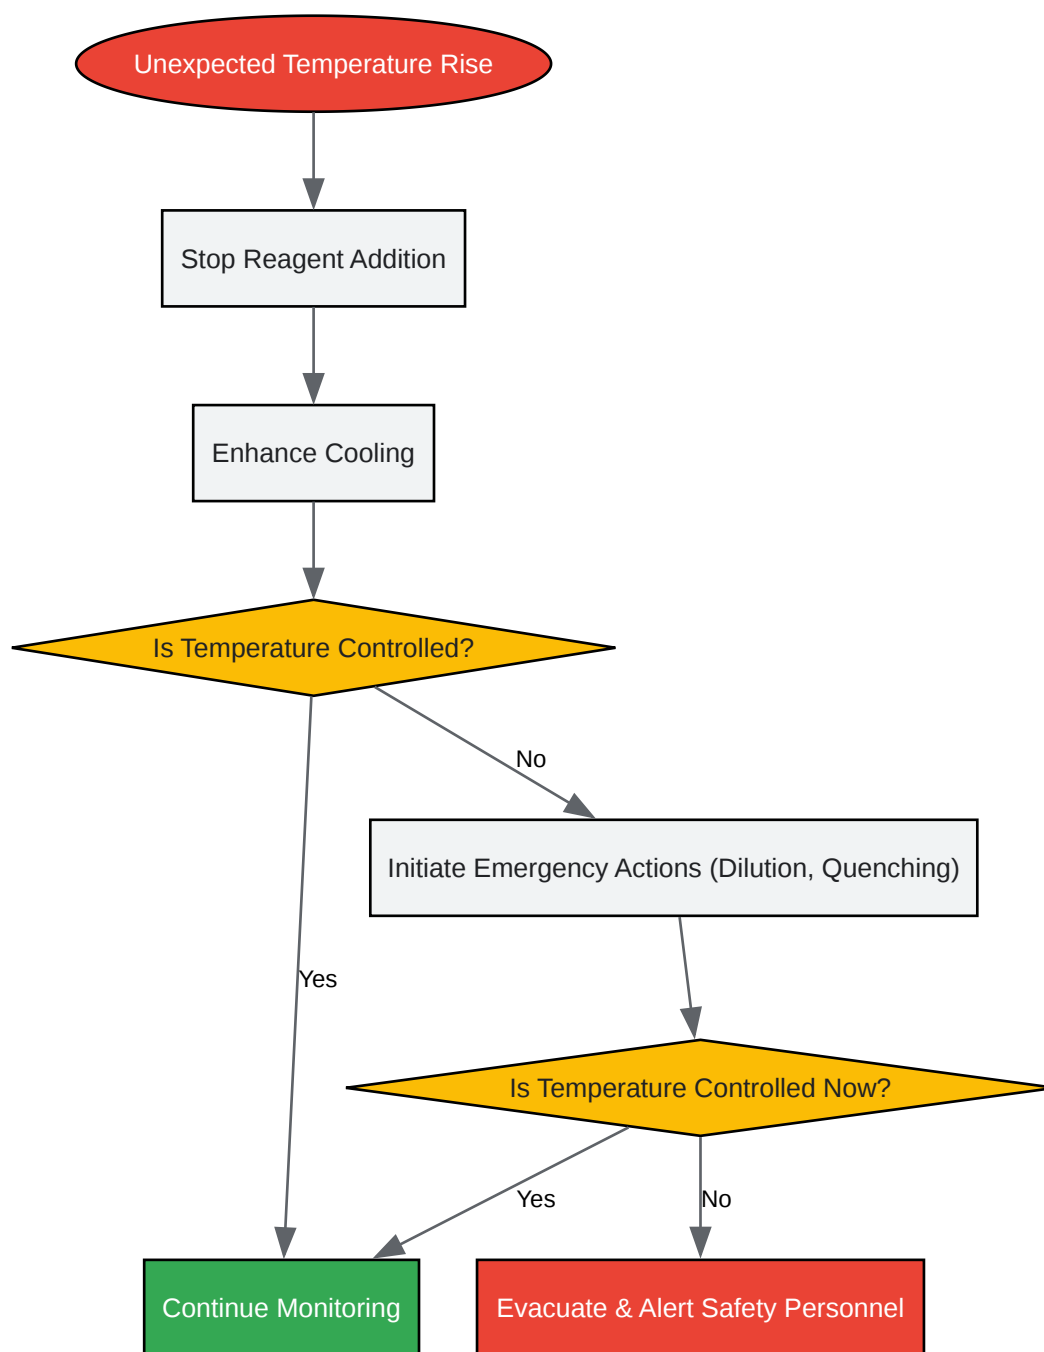 Unexpected Temperature Rise
Stop Reagent Addition
Enhance Cooling
Is Temperature Controlled?
No
Initiate Emergency Actions (Dilution, Quenching)
Yes
Is Temperature Controlled Now?
Yes
No
Continue Monitoring
Evacuate & Alert Safety Personnel